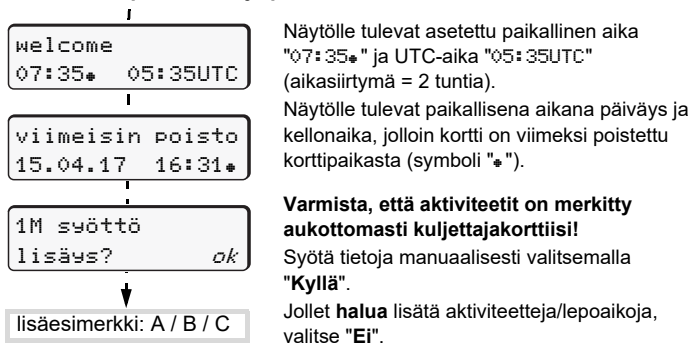 welcome
07:35• 05:35UTC
Näytölle tulevat asetettu paikallinen aika
"07:35•" ja UTC-aika "05:35UTC"
(aikasiirtymä = 2 tuntia).
viimeisin poisto
15.04.17 16:31•
Näytölle tulevat paikallisena aikana päiväys ja
kellonaika, jolloin kortti on viimeksi poistettu
korttipaikasta (symboli "•").
1M syöttö
lisäys? ok
Varmista, että aktiviteetit on merkitty
aukottomasti kuljettajakorttiisi!
Syötä tietoja manuaalisesti valitsemalla
"Kyllä".
Jollet halua lisätä aktiviteetteja/lepoaikoja,
valitse "Ei".
lisäesimerkki: A / B / C